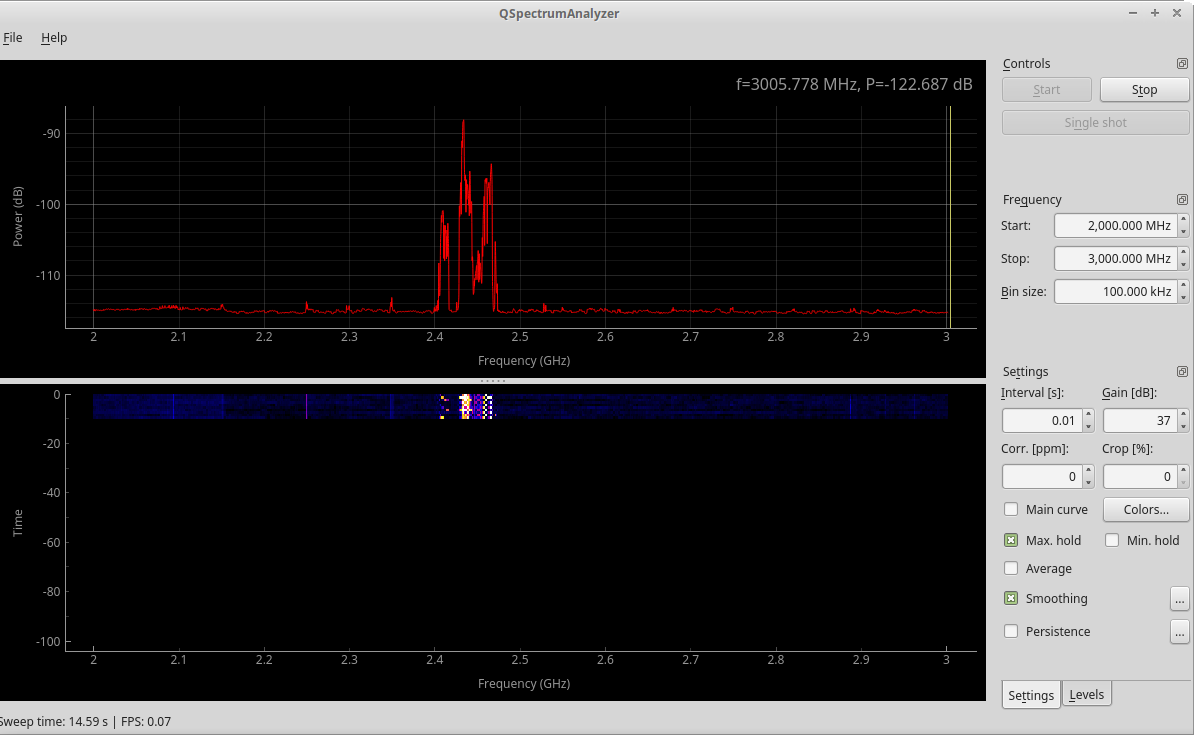 QSpectrumAnalyzer
File Help
f=3005.778 MHz, P=-122.687 dB
-90
-100
-110
Power (dB)
2 2.1 2.2 2.3 2.4 2.5 2.6 2.7 2.8 2.9 3
Frequency (GHz)
0
-20
-40
-60
-80
-100
Time
2 2.1 2.2 2.3 2.4 2.5 2.6 2.7 2.8 2.9 3
Frequency (GHz)
Controls
Start Stop
Single shot
Frequency
Start: 2,000.000 MHz
Stop: 3,000.000 MHz
Bin size: 100.000 kHz
Settings
Interval [s]: Gain [dB]:
0.01 37
Corr. [ppm]: Crop [%]:
0 0
Main curve Colors...
Max. hold Min. hold
Average
Smoothing ...
Persistence ...
Settings Levels
Sweep time: 14.59 s | FPS: 0.07